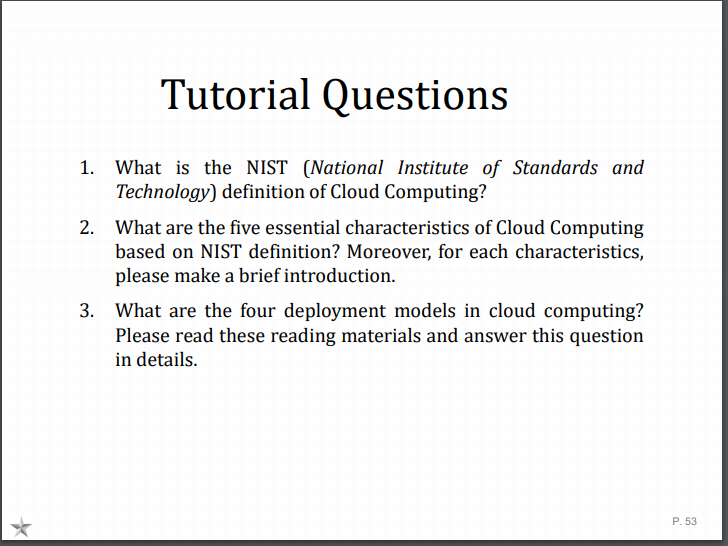 Tutorial Questions
1. What is the NIST (National Institute of Standards and
Technology) definition of Cloud Computing?
2. What are the five essential characteristics of Cloud Computing
based on NIST definition? Moreover, for each characteristics,
please make a brief introduction.
3. What are the four deployment models in cloud computing?
Please read these reading materials and answer this question
in details.
P. 53